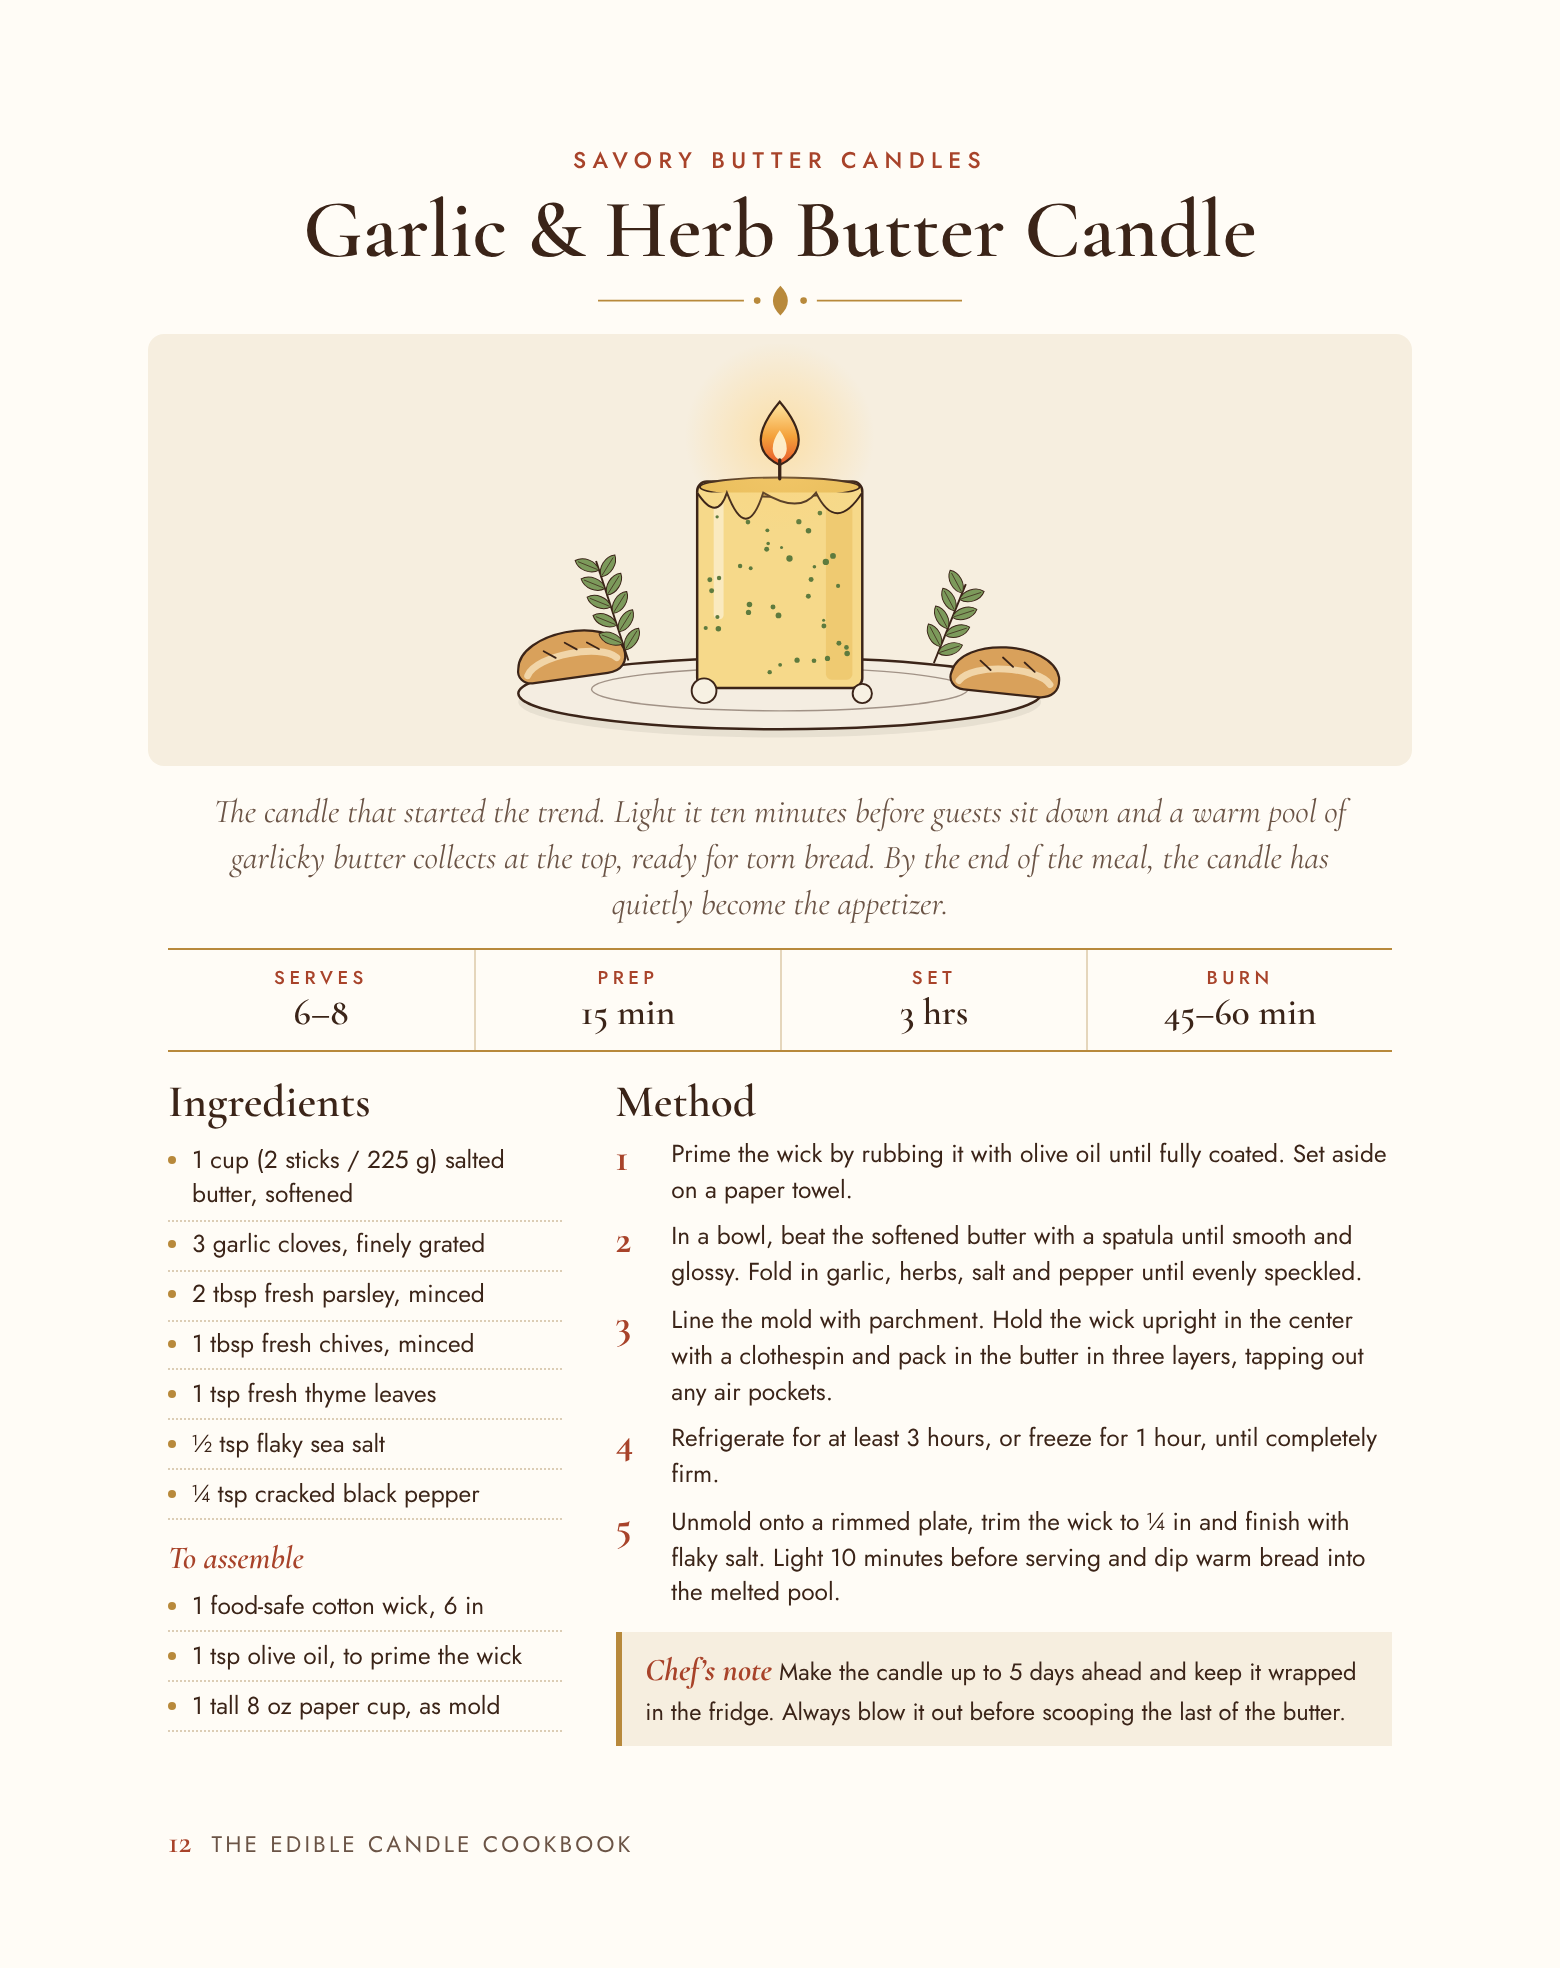 SAVORY BUTTER CANDLES
Garlic & Herb Butter Candle
The candle that started the trend. Light it ten minutes before guests sit down and a warm pool of
garlicky butter collects at the top, ready for torn bread. By the end of the meal, the candle has
quietly become the appetizer.
SERVES
6–8
PREP
15 min
SET
3 hrs
BURN
45–60 min
Ingredients
1 cup (2 sticks / 225 g) salted
butter, softened
3 garlic cloves, finely grated
2 tbsp fresh parsley, minced
1 tbsp fresh chives, minced
1 tsp fresh thyme leaves
½ tsp flaky sea salt
¼ tsp cracked black pepper
To assemble
1 food-safe cotton wick, 6 in
1 tsp olive oil, to prime the wick
1 tall 8 oz paper cup, as mold
Method
1 Prime the wick by rubbing it with olive oil until fully coated. Set aside
on a paper towel.
2 In a bowl, beat the softened butter with a spatula until smooth and
glossy. Fold in garlic, herbs, salt and pepper until evenly speckled.
3 Line the mold with parchment. Hold the wick upright in the center
with a clothespin and pack in the butter in three layers, tapping out
any air pockets.
4 Refrigerate for at least 3 hours, or freeze for 1 hour, until completely
firm.
5 Unmold onto a rimmed plate, trim the wick to ¼ in and finish with
flaky salt. Light 10 minutes before serving and dip warm bread into
the melted pool.
Chef’s note Make the candle up to 5 days ahead and keep it wrapped
in the fridge. Always blow it out before scooping the last of the butter.
12 THE EDIBLE CANDLE COOKBOOK